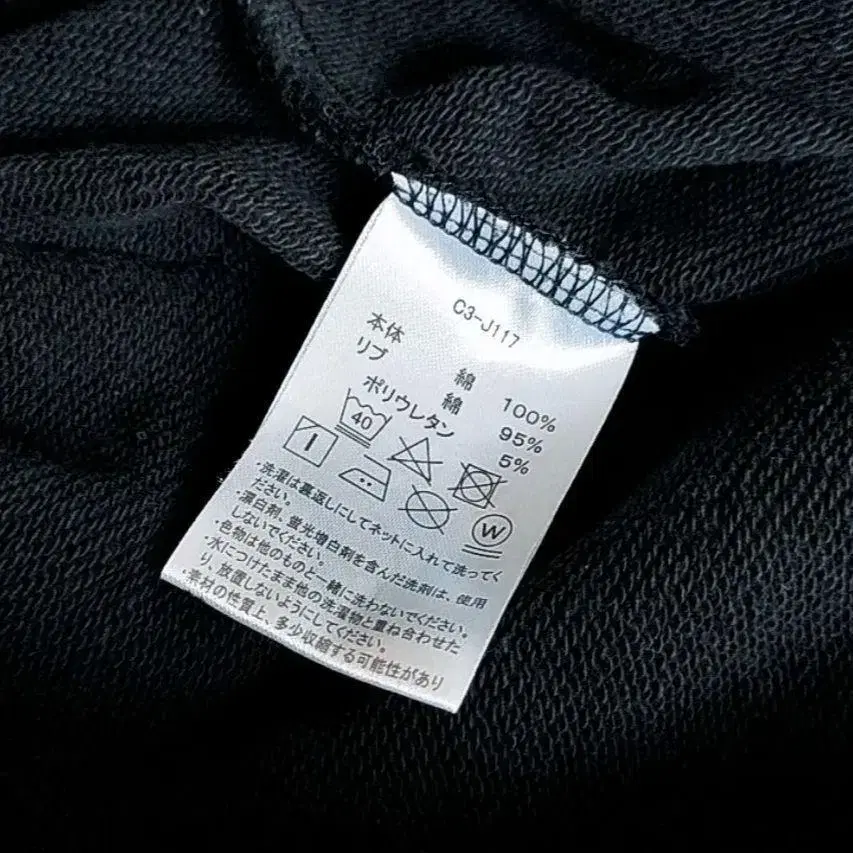 C3-J117
本体 綿 100%
リブ 綿 95%
ポリウレタン 5%
40
W
・洗濯は裏返しにしてネットに入れて洗ってく
ださい。
・漂白剤、蛍光増白剤を含んだ洗剤は、使用
しないでください。
・色物は他のものと一緒に洗わないでください。
・水につけたまま他の洗濯物と重ね合わせた
り、放置しないようにしてください。
・素材の性質上、多少収縮する可能性があり